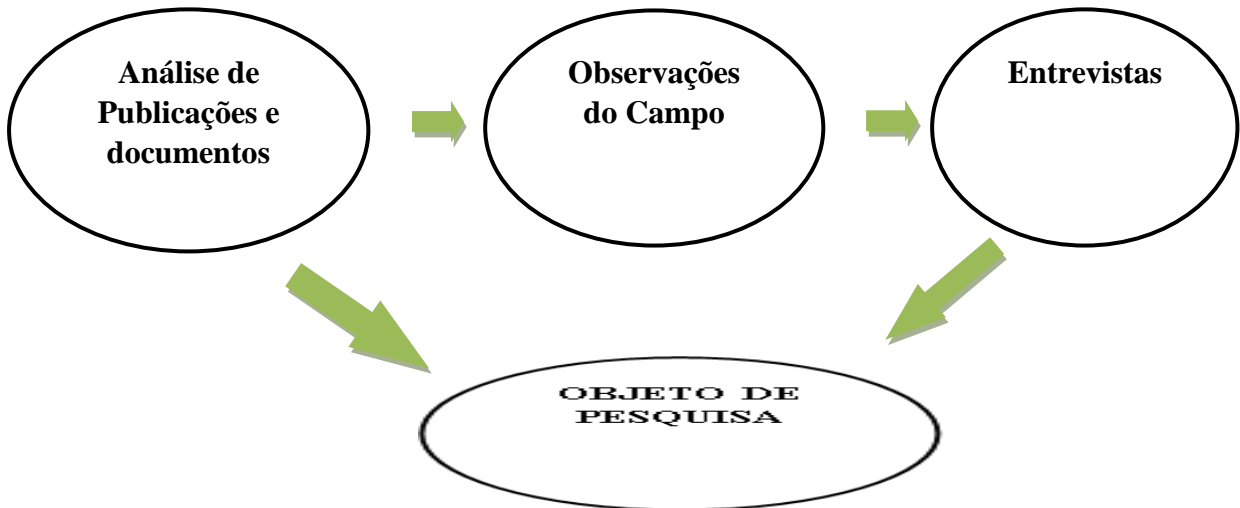 Análise de
Publicações e
documentos
Observações
do Campo
Entrevistas
OBJETO DE
PESQUISA